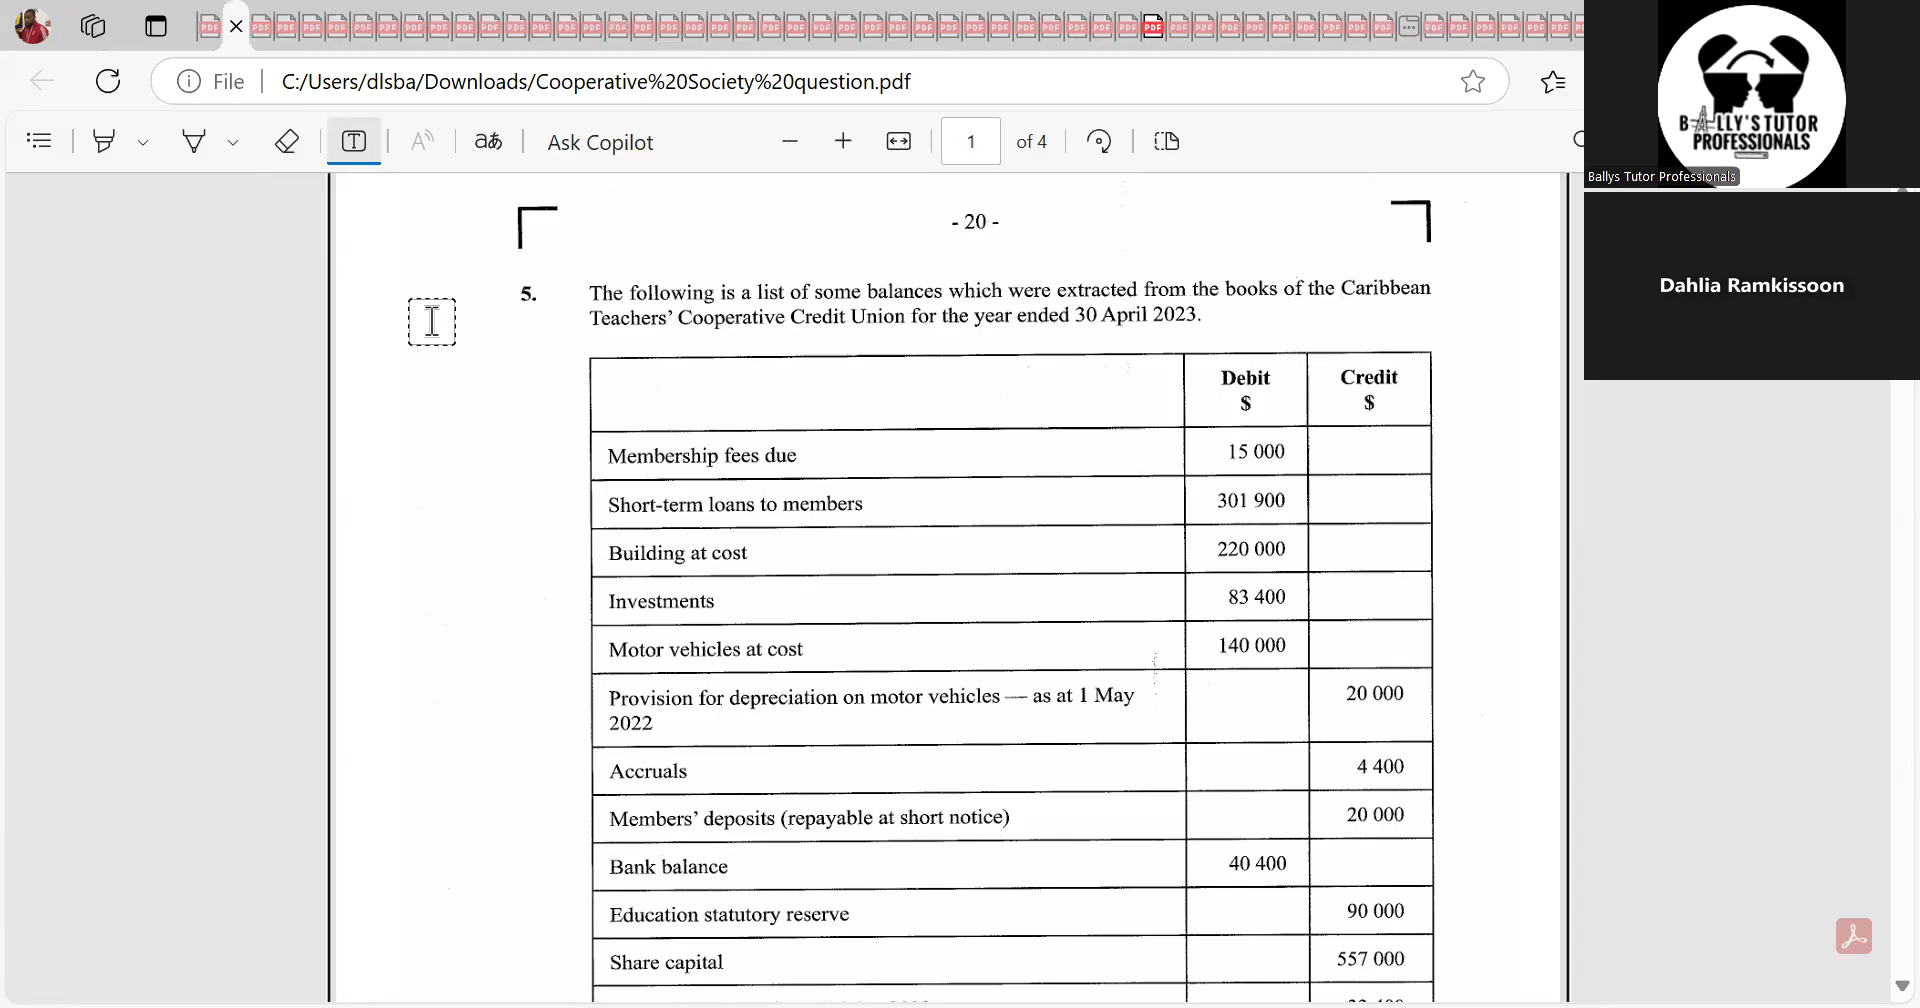 File
C:/Users/dlsba/Downloads/Cooperative%20Society%20question.pdf
Ask Copilot
1 of 4
B A LLY'S TUTOR
PROFESSIONALS
Ballys Tutor Professionals
Dahlia Ramkissoon
- 20 -
5. The following is a list of some balances which were extracted from the books of the Caribbean
Teachers' Cooperative Credit Union for the year ended 30 April 2023.
Debit Credit
$ $
Membership fees due 15 000
Short-term loans to members 301 900
Building at cost 220 000
Investments 83 400
Motor vehicles at cost 140 000
Provision for depreciation on motor vehicles — as at 1 May 20 000
2022
Accruals 4 400
Members' deposits (repayable at short notice) 20 000
Bank balance 40 400
Education statutory reserve 90 000
Share capital 557 000